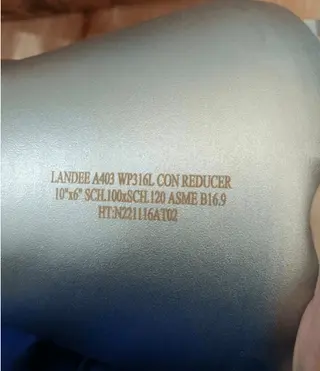 LANDEE A403 WP316L CON REDUCER
10"x6" SCH.100xSCH.120 ASME B16.9
HT:N221116AT02